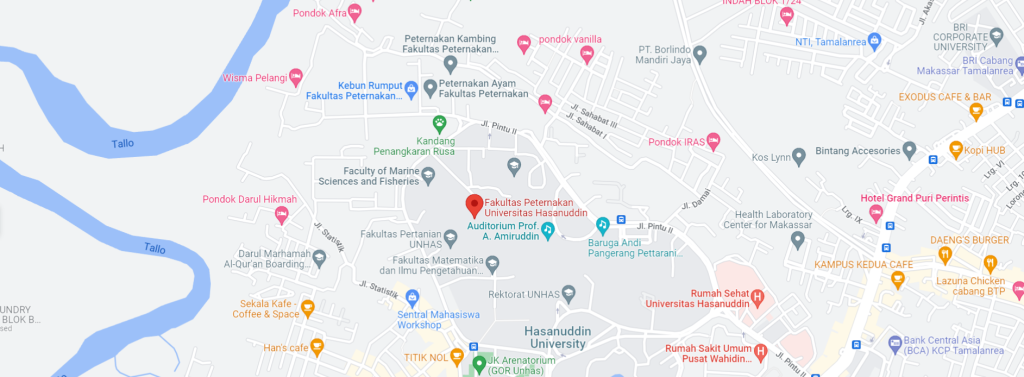 Pondok Afra
INDAH BLOK 1/24
Peternakan Kambing
Fakultas Peternakan...
pondok vanilla
PT. Borlindo
Mandiri Jaya
NTI, Tamalanrea
BRI
CORPORATE
UNIVERSITY
BRI Cabang
Makassar Tamalanrea
Wisma Pelangi
Kebun Rumput
Fakultas Peternakan...
Peternakan Ayam
Fakultas Peternakan
EXODUS CAFE & BAR
Jl. Sahabat III
Jl. Sahabat I
Jl. Pintu II
Tallo
Kandang
Penangkaran Rusa
Pondok IRAS
Kos Lynn
Bintang Accesories
Kopi HUB
Lrg. VI
Lrg. 10
Faculty of Marine
Sciences and Fisheries
Pondok Darul Hikmah
Fakultas Peternakan
Universitas Hasanuddin
Jl. Damai
Hotel Grand Puri Perintis
Lrg. IX
Health Laboratory
Center for Makassar
Auditorium Prof.
A. Amiruddin
Jl. Pintu II
Fakultas Pertanian
UNHAS
Baruga Andi
Pangerang Pettarani...
Jl. Statistik
Tallo
Darul Marhamah
Al-Qur'an Boarding...
Fakultas Matematika
dan Ilmu Pengetahuan...
DAENG'S BURGER
KAMPUS KEDUA CAFE
Lazuna Chicken
cabang BTP
Jl. Statistik
Rektorat UNHAS
Rumah Sehat
Universitas Hasanuddin
Sekala Kafe -
Coffee & Space
Sentral Mahasiswa
Workshop
UNDRY
BLOK B...
sed
Hasanuddin
University
Han's cafe
TITIK NOL
JK Arenatorium
(GOR Unhas)
Rumah Sakit Umum
Pusat Wahidin...
Jl. Pintu II
Bank Central Asia
(BCA) KCP Tamalanrea